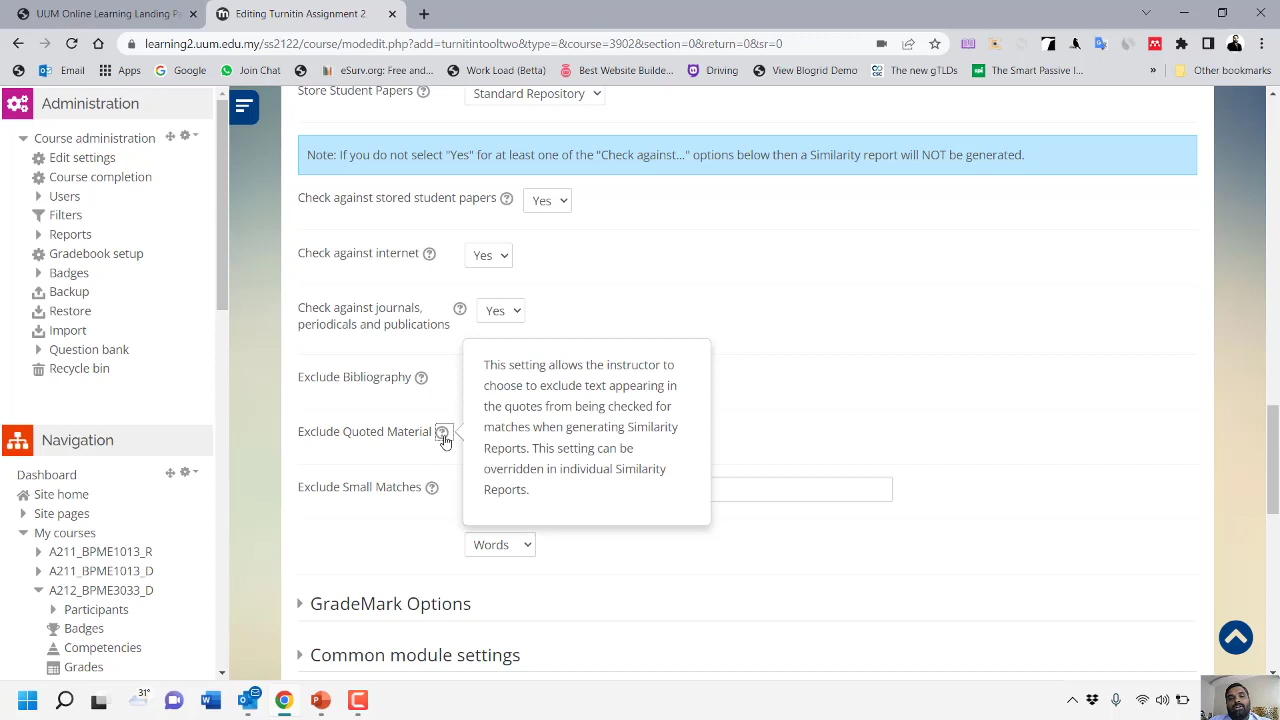 UUM Online Learning Landing Pa
Editing Turnitin Assignment 2
learning2.uum.edu.my/ss2122/course/modedit.php?add=turnitintooltwo&type=&course=3902&section=0&return=0&sr=0
Email
Apps
Google
Join Chat
eSurv.org: Free and...
Work Load (Betta)
Best Website Builde...
Dnring
View Blogrid Demo...
The new gTLDs
The Smart Passive I...
»
Other bookmarks
Administration
Course administration
Edit settings
Course completion
Users
Filters
Reports
Gradebook setup
Badges
Backup
Restore
Import
Question bank
Recycle bin
Navigation
Dashboard
Site home
Site pages
My courses
A211_BPME1013_R
A211_BPME1013_D
A212_BPME3033_D
Participants
Badges
Competencies
Grades
Store Student Papers
Standard Repository
Note: If you do not select "Yes" for at least one of the "Check against..." options below then a Similarity report will NOT be generated.
Check against stored student papers
Yes
Check against internet
Yes
Check against journals,
periodicals and publications
Yes
Exclude Bibliography
Exclude Quoted Material
This setting allows the instructor to
choose to exclude text appearing in
the quotes from being checked for
matches when generating Similarity
Reports. This setting can be
overridden in individual Similarity
Reports.
Exclude Small Matches
Words
GradeMark Options
Common module settings
31°